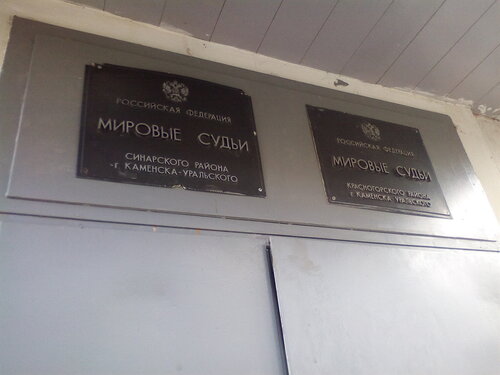 РОССИЙСКАЯ ФЕДЕРАЦИЯ
МИРОВЫЕ СУДЬИ
СИНАРСКОГО РАЙОНА
г. КАМЕНСКА-УРАЛЬСКОГО
РОССИЙСКАЯ ФЕДЕРАЦИЯ
МИРОВЫЕ СУДЬИ
КРАСНОГОРСКОГО РАЙОНА
г. КАМЕНСКА УРАЛЬСКОГО